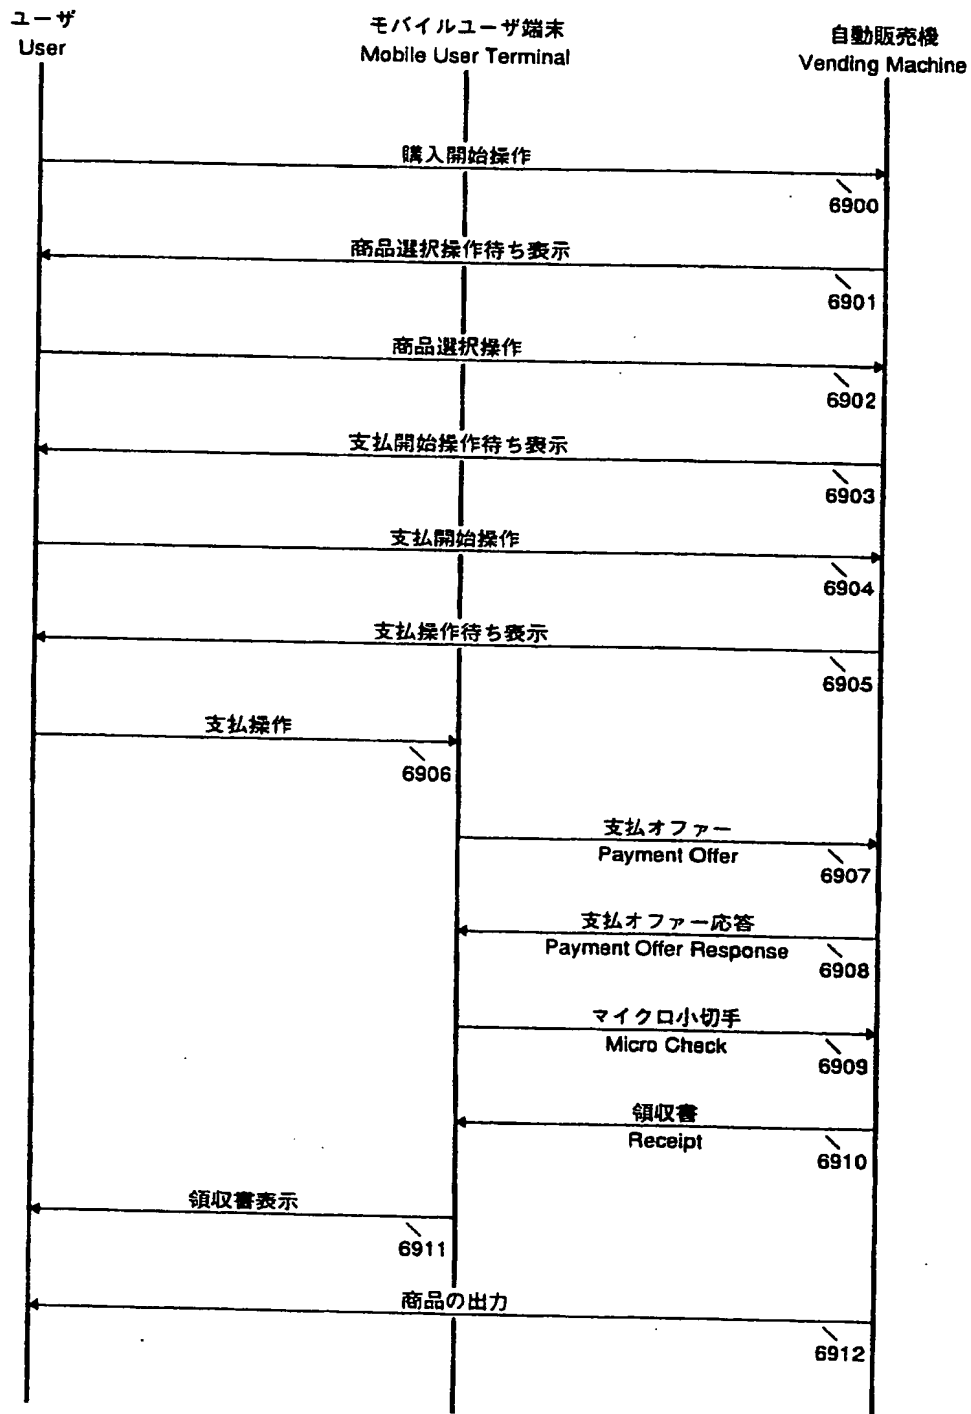 ユーザ
User
モバイルユーザ端末
Mobile User Terminal
自動販売機
Vending Machine
購入開始操作
6900
商品選択操作待ち表示
6901
商品選択操作
6902
支払開始操作待ち表示
6903
支払開始操作
6904
支払操作待ち表示
6905
支払操作
6906
支払オファー
Payment Offer
6907
支払オファー応答
Payment Offer Response
6908
マイクロ小切手
Micro Check
6909
領収書
Receipt
6910
領収書表示
6911
商品の出力
6912